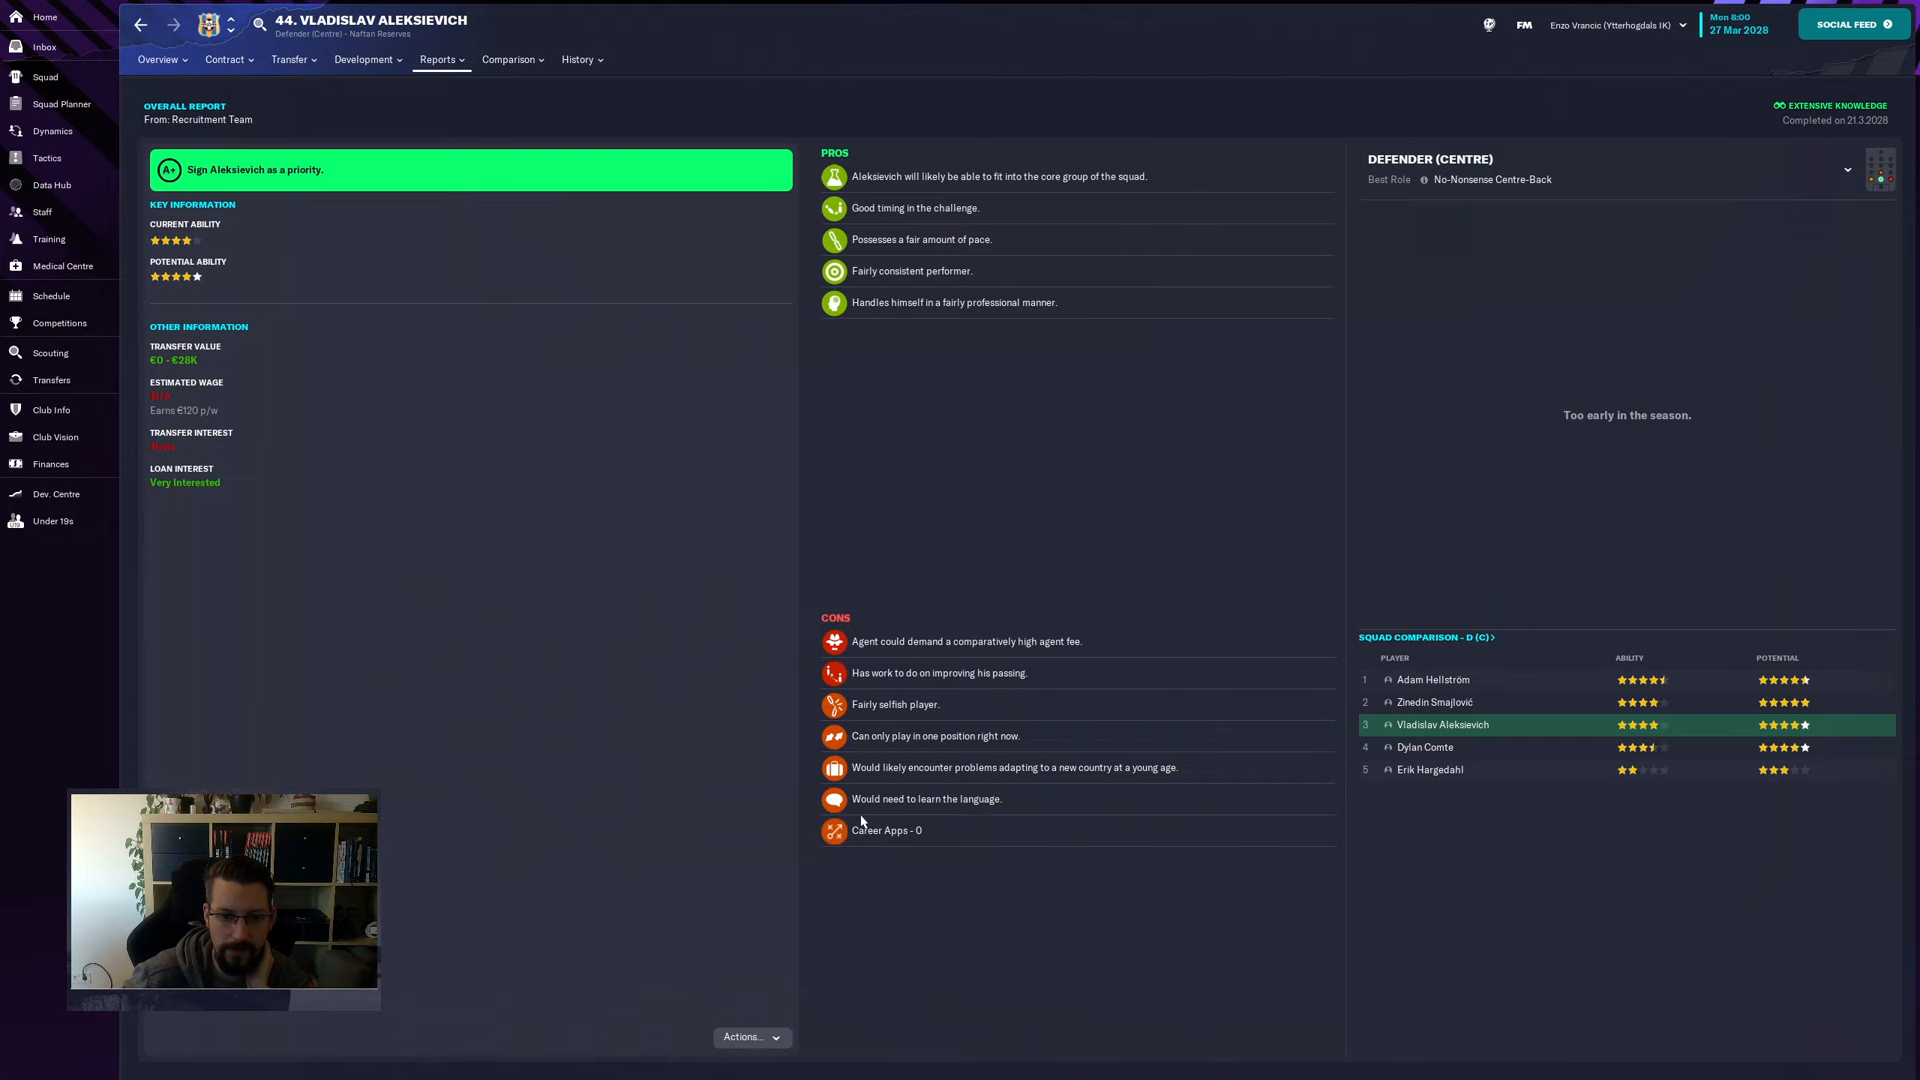 Home
Inbox
Squad
Squad Planner
Dynamics
Tactics
Data Hub
Staff
Training
Medical Centre
Schedule
Competitions
Scouting
Transfers
Club Info
Club Vision
Finances
Dev. Centre
Under 19s
44. VLADISLAV ALEKSIEVICH
Defender (Centre) - Naftan Reserves
FM
Enzo Vrancic (Ytterhogdals IK)
Mon 8:00
27 Mar 2028
SOCIAL FEED
Overview
Contract
Transfer
Development
Reports
Comparison
History
OVERALL REPORT
From: Recruitment Team
EXTENSIVE KNOWLEDGE
Completed on 21.3.2028
A+ Sign Aleksievich as a priority.
KEY INFORMATION
CURRENT ABILITY
POTENTIAL ABILITY
OTHER INFORMATION
TRANSFER VALUE
€0 - €28K
ESTIMATED WAGE
N/A
Earns €120 p/w
TRANSFER INTEREST
None
LOAN INTEREST
Very Interested
Actions...
PROS
Aleksievich will likely be able to fit into the core group of the squad.
Good timing in the challenge.
Possesses a fair amount of pace.
Fairly consistent performer.
Handles himself in a fairly professional manner.
CONS
Agent could demand a comparatively high agent fee.
Has work to do on improving his passing.
Fairly selfish player.
Can only play in one position right now.
Would likely encounter problems adapting to a new country at a young age.
Would need to learn the language.
Career Apps - 0
DEFENDER (CENTRE)
Best Role No-Nonsense Centre-Back
Too early in the season.
SQUAD COMPARISON - D (C)
PLAYER ABILITY POTENTIAL
1 Adam Hellström
2 Zinedin Smajlović
3 Vladislav Aleksievich
4 Dylan Comte
5 Erik Hargedahl